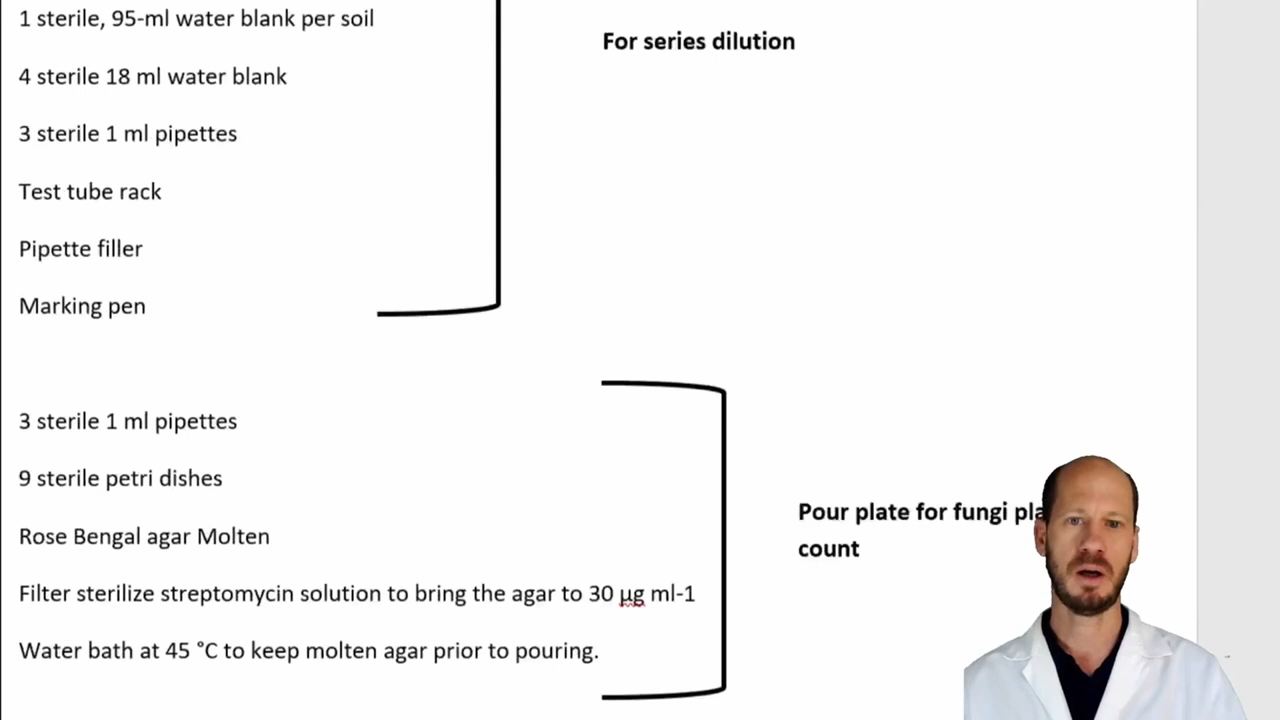 1 sterile, 95-ml water blank per soil
For series dilution
4 sterile 18 ml water blank
3 sterile 1 ml pipettes
Test tube rack
Pipette filler
Marking pen
3 sterile 1 ml pipettes
9 sterile petri dishes
Rose Bengal agar Molten
Filter sterilize streptomycin solution to bring the agar to 30 µg ml-1
Water bath at 45 °C to keep molten agar prior to pouring.
Pour plate for fungi
count